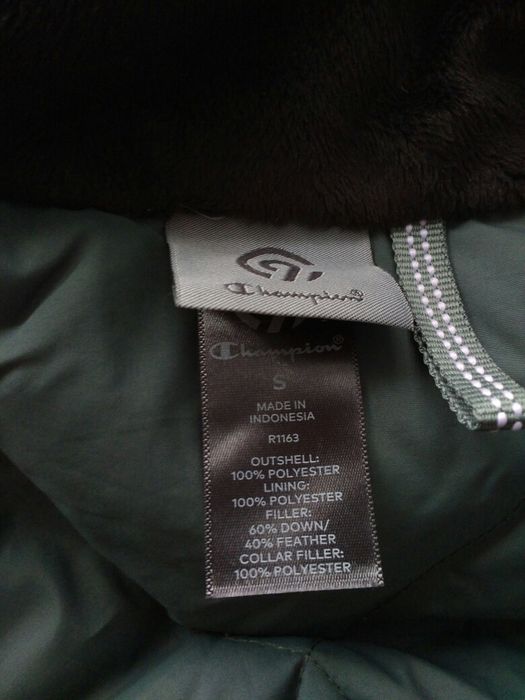 Champion®
Champion®
S
MADE IN
INDONESIA
R1163
OUTSHELL:
100% POLYESTER
LINING:
100% POLYESTER
FILLER:
60% DOWN/
40% FEATHER
COLLAR FILLER:
100% POLYESTER